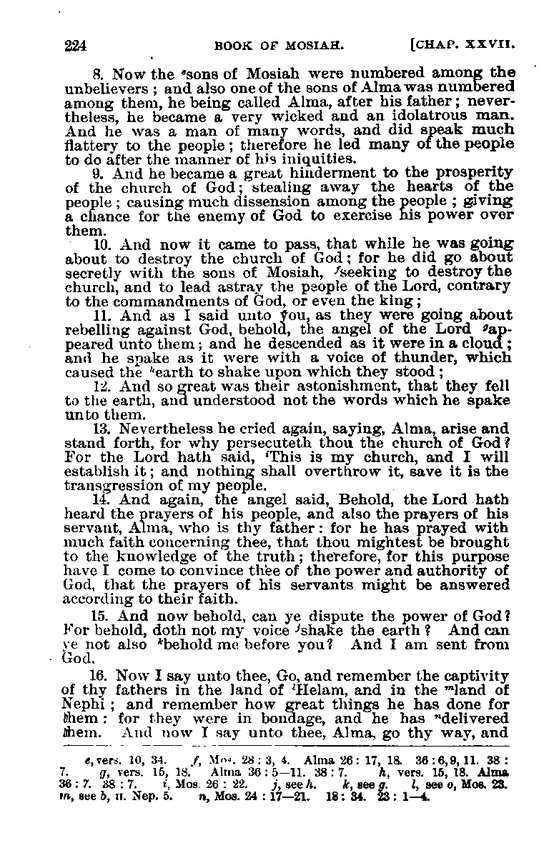 224 BOOK OF MOSIAH. [CHAP. XXVII.
8. Now the ᵉsons of Mosiah were numbered among the
unbelievers ; and also one of the sons of Alma was numbered
among them, he being called Alma, after his father ; never-
theless, he became a very wicked and an idolatrous man.
And he was a man of many words, and did speak much
flattery to the people ; therefore he led many of the people
to do after the manner of his iniquities.
9. And he became a great hinderment to the prosperity
of the church of God ; stealing away the hearts of the
people ; causing much dissension among the people ; giving
a chance for the enemy of God to exercise his power over
them.
10. And now it came to pass, that while he was going
about to destroy the church of God ; for he did go about
secretly with the sons of Mosiah, ᶠseeking to destroy the
church, and to lead astray the people of the Lord, contrary
to the commandments of God, or even the king ;
11. And as I said unto you, as they were going about
rebelling against God, behold, the angel of the Lord ᵍap-
peared unto them ; and he descended as it were in a cloud ;
and he spake as it were with a voice of thunder, which
caused the ʰearth to shake upon which they stood ;
12. And so great was their astonishment, that they fell
to the earth, and understood not the words which he spake
unto them.
13. Nevertheless he cried again, saying, Alma, arise and
stand forth, for why persecuteth thou the church of God ?
For the Lord hath said, ⁱThis is my church, and I will
establish it ; and nothing shall overthrow it, save it is the
transgression of my people.
14. And again, the angel said, Behold, the Lord hath
heard the prayers of his people, and also the prayers of his
servant, Alma, who is thy father : for he has prayed with
much faith concerning thee, that thou mightest be brought
to the knowledge of the truth ; therefore, for this purpose
have I come to convince thee of the power and authority of
God, that the prayers of his servants might be answered
according to their faith.
15. And now behold, can ye dispute the power of God ?
For behold, doth not my voice ʲshake the earth ? And can
ye not also ᵏbehold me before you ? And I am sent from
God.
16. Now I say unto thee, Go, and remember the captivity
of thy fathers in the land of ˡHelam, and in the ᵐland of
Nephi ; and remember how great things he has done for
them : for they were in bondage, and he has ⁿdelivered
them. And now I say unto thee, Alma, go thy way, and
e, vers. 10, 34. f, Mos. 28 : 3, 4. Alma 26 : 17, 18. 36 : 6, 9, 11. 38 :
7. g, vers. 15, 18. Alma 36 : 5—11. 38 : 7. h, vers. 15, 18. Alma
36 : 7. 38 : 7. i, Mos. 26 : 22. j, see h. k, see g. l, see o, Mos. 23.
m, see b, II. Nep. 5. n, Mos. 24 : 17—21. 18 : 34. 23 : 1—4.